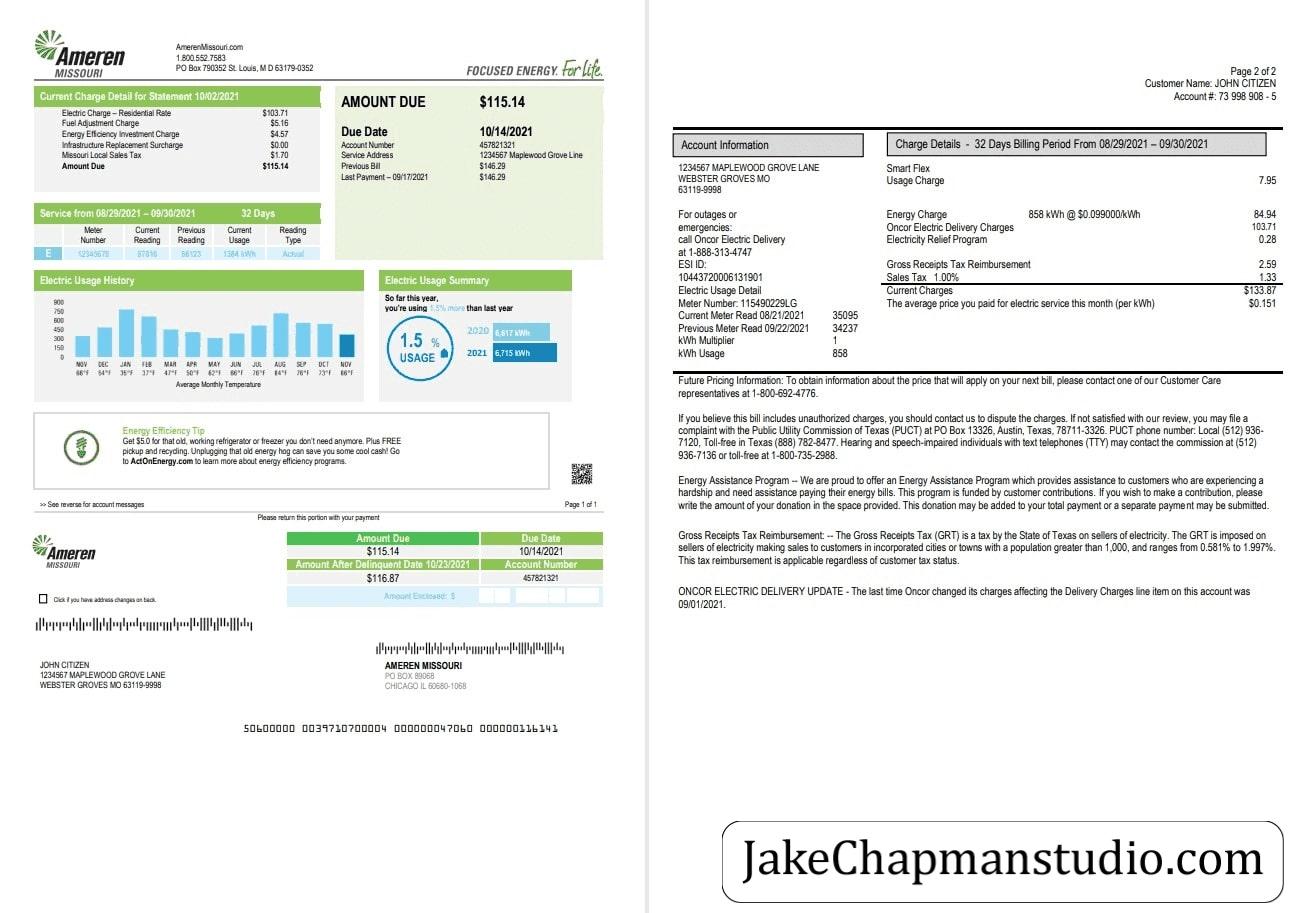 Ameren
MISSOURI
AmerenMissouri.com
1.800.552.7583
PO Box 790352 St. Louis, M D 63179-0352
FOCUSED ENERGY. For life.
Current Charge Detail for Statement 10/02/2021
Electric Charge – Residential Rate $103.71
Fuel Adjustment Charge $5.16
Energy Efficiency Investment Charge $4.57
Infrastructure Replacement Surcharge $0.00
Missouri Local Sales Tax $1.70
Amount Due $115.14
AMOUNT DUE $115.14
Due Date 10/14/2021
Account Number 457821321
Service Address 1234567 Maplewood Grove Line
Previous Bill $146.29
Last Payment – 09/17/2021 $146.29
Service from 08/29/2021 – 09/30/2021 32 Days
Meter Number Current Reading Previous Reading Current Usage Reading Type
E 12345678 87816 86123 1384 kWh Actual
Electric Usage History
900
750
600
450
300
150
0
NOV DEC JAN FEB MAR APR MAY JUN JUL AUG SEP OCT NOV
66°F 54°F 35°F 37°F 47°F 50°F 62°F 66°F 76°F 84°F 76°F 73°F 66°F
Average Monthly Temperature
Electric Usage Summary
So far this year,
you're using 1.5% more than last year
1.5 %
USAGE
2020 6,617 kWh
2021 6,715 kWh
Energy Efficiency Tip
Get $5.0 for that old, working refrigerator or freezer you don't need anymore. Plus FREE
pickup and recycling. Unplugging that old energy hog can save you some cool cash! Go
to ActOnEnergy.com to learn more about energy efficiency programs.
>> See reverse for account messages Page 1 of 1
Please return this portion with your payment
Ameren
MISSOURI
Amount Due Due Date
$115.14 10/14/2021
Amount After Delinquent Date 10/23/2021 Account Number
$116.87 457821321
Amount Enclosed: $
Click if you have address changes on back.
JOHN CITIZEN
1234567 MAPLEWOOD GROVE LANE
WEBSTER GROVES MO 63119-9998
AMEREN MISSOURI
PO BOX 89068
CHICAGO IL 60680-1068
50600000 0039710700004 000000047060 000000116141
Page 2 of 2
Customer Name: JOHN CITIZEN
Account #: 73 998 908 - 5
Account Information
1234567 MAPLEWOOD GROVE LANE
WEBSTER GROVES MO
63119-9998
For outages or
emergencies:
call Oncor Electric Delivery
at 1-888-313-4747
ESI ID:
10443720006131901
Electric Usage Detail
Meter Number: 115490229LG
Current Meter Read 08/21/2021 35095
Previous Meter Read 09/22/2021 34237
kWh Multiplier 1
kWh Usage 858
Charge Details - 32 Days Billing Period From 08/29/2021 – 09/30/2021
Smart Flex
Usage Charge 7.95
Energy Charge 858 kWh @ $0.099000/kWh 84.94
Oncor Electric Delivery Charges 103.71
Electricity Relief Program 0.28
Gross Receipts Tax Reimbursement 2.59
Sales Tax 1.00% 1.33
Current Charges $133.87
The average price you paid for electric service this month (per kWh) $0.151
Future Pricing Information: To obtain information about the price that will apply on your next bill, please contact one of our Customer Care
representatives at 1-800-692-4776.
If you believe this bill includes unauthorized charges, you should contact us to dispute the charges. If not satisfied with our review, you may file a
complaint with the Public Utility Commission of Texas (PUCT) at PO Box 13326, Austin, Texas, 78711-3326. PUCT phone number: Local (512) 936-
7120, Toll-free in Texas (888) 782-8477. Hearing and speech-impaired individuals with text telephones (TTY) may contact the commission at (512)
936-7136 or toll-free at 1-800-735-2988.
Energy Assistance Program -- We are proud to offer an Energy Assistance Program which provides assistance to customers who are experiencing a
hardship and need assistance paying their energy bills. This program is funded by customer contributions. If you wish to make a contribution, please
write the amount of your donation in the space provided. This donation may be added to your total payment or a separate payment may be submitted.
Gross Receipts Tax Reimbursement: -- The Gross Receipts Tax (GRT) is a tax by the State of Texas on sellers of electricity. The GRT is imposed on
sellers of electricity making sales to customers in incorporated cities or towns with a population greater than 1,000, and ranges from 0.581% to 1.997%.
This tax reimbursement is applicable regardless of customer tax status.
ONCOR ELECTRIC DELIVERY UPDATE - The last time Oncor changed its charges affecting the Delivery Charges line item on this account was
09/01/2021.
JakeChapmanstudio.com